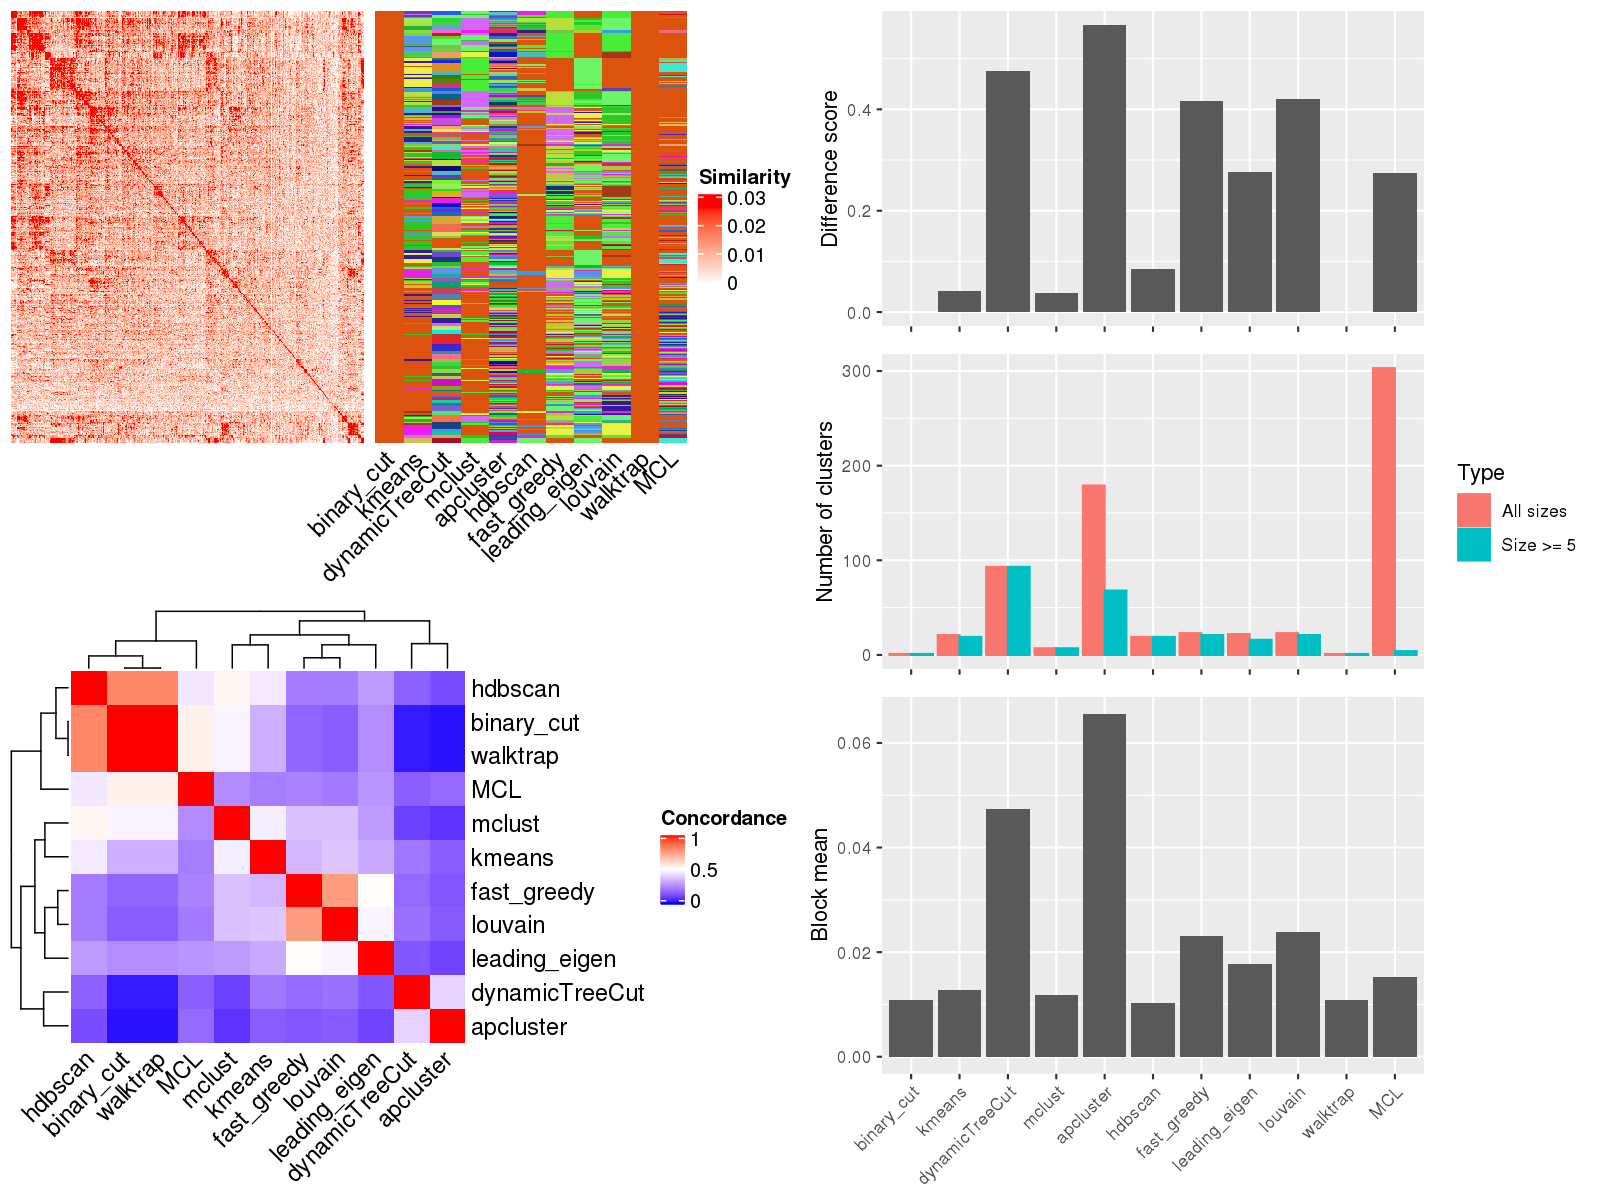 Similarity
0.03
0.02
0.01
0
binary_cut
kmeans
dynamicTreeCut
mclust
apcluster
hdbscan
fast_greedy
leading_eigen
louvain
walktrap
MCL
hdbscan
binary_cut
walktrap
MCL
mclust
kmeans
fast_greedy
louvain
leading_eigen
dynamicTreeCut
apcluster
Concordance
1
0.5
0
hdbscan
binary_cut
walktrap
MCL
mclust
kmeans
fast_greedy
louvain
leading_eigen
dynamicTreeCut
apcluster
Difference score
0.4
0.2
0.0
Number of clusters
300
200
100
0
Type
All sizes
Size >= 5
Block mean
0.06
0.04
0.02
0.00
binary_cut
kmeans
dynamicTreeCut
mclust
apcluster
hdbscan
fast_greedy
leading_eigen
louvain
walktrap
MCL